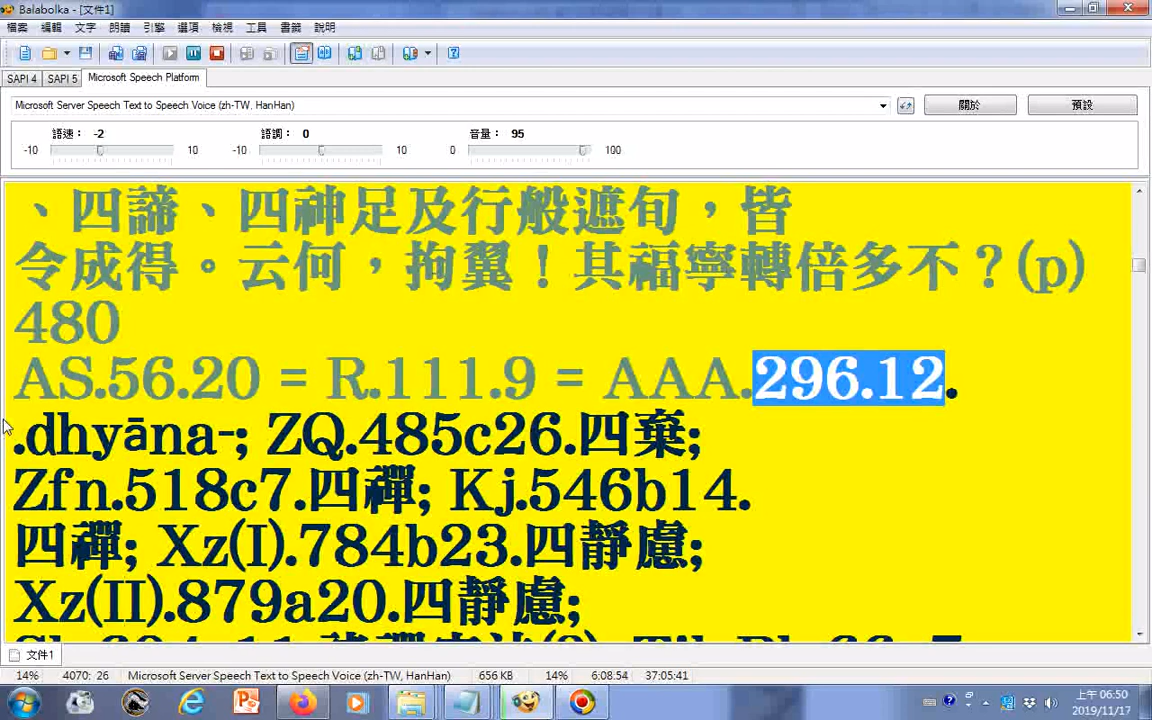 Balabolka - [文件1]
檔案 編輯 文字 朗讀 引擎 選項 檢視 工具 書籤 說明
SAPI 4 SAPI 5 Microsoft Speech Platform
Microsoft Server Speech Text to Speech Voice (zh-TW, HanHan) 關於 預設
語速： -2 語調： 0 音量： 95
-10 10 -10 10 0 100
、四諦、四神足及行般遮旬，皆
令成得。云何，拘翼！其福寧轉倍多不？(p)
480
AS.56.20 = R.111.9 = AAA.296.12.
.dhyāna-; ZQ.485c26.四棄;
Zfn.518c7.四禪; Kj.546b14.
四禪; Xz(I).784b23.四靜慮;
Xz(II).879a20.四靜慮;
文件1
14% 4070: 26 Microsoft Server Speech Text to Speech Voice (zh-TW, HanHan) 656 KB 14% 6:08:54 37:05:41
上午 06:50
2019/11/17